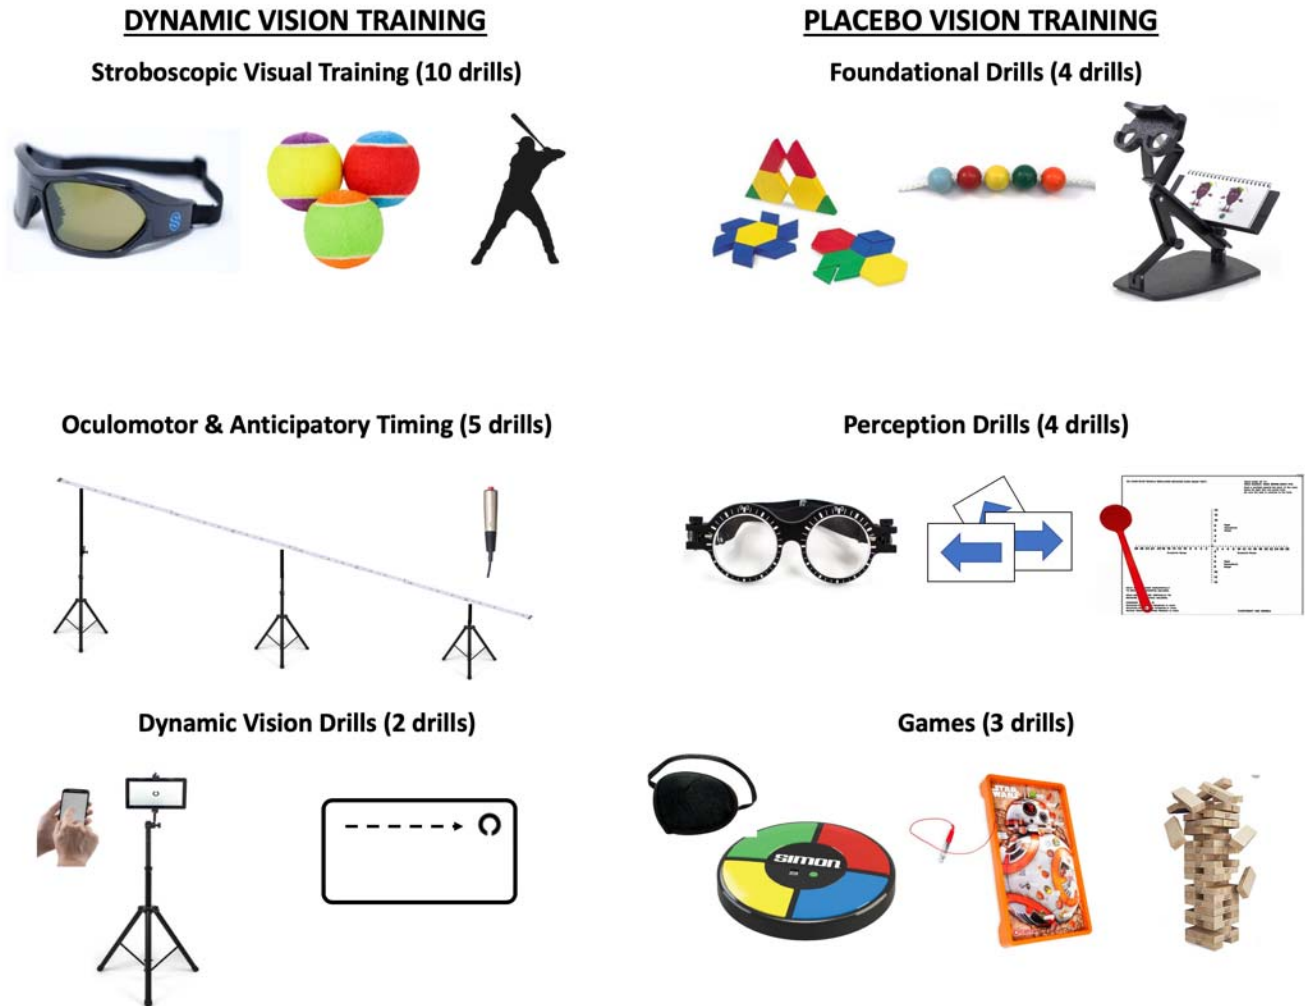 DYNAMIC VISION TRAINING
Stroboscopic Visual Training (10 drills)
Oculomotor & Anticipatory Timing (5 drills)
Dynamic Vision Drills (2 drills)
PLACEBO VISION TRAINING
Foundational Drills (4 drills)
Perception Drills (4 drills)
Games (3 drills)
SIMON
STAR
WARS